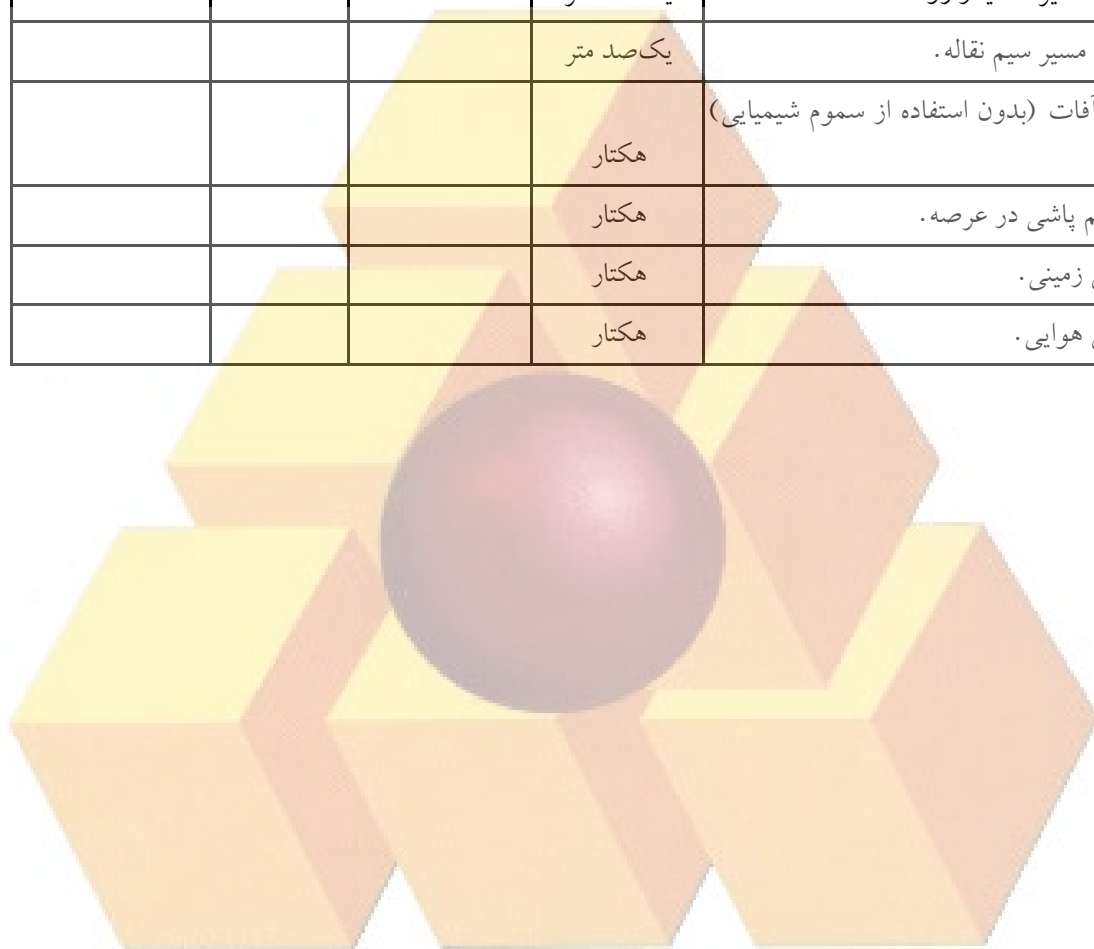 مسیر سیم نقاله. یک‌صد متر
آفات (بدون استفاده از سموم شیمیایی)
هکتار
پاشی در عرصه. هکتار
زمینی. هکتار
هوایی. هکتار